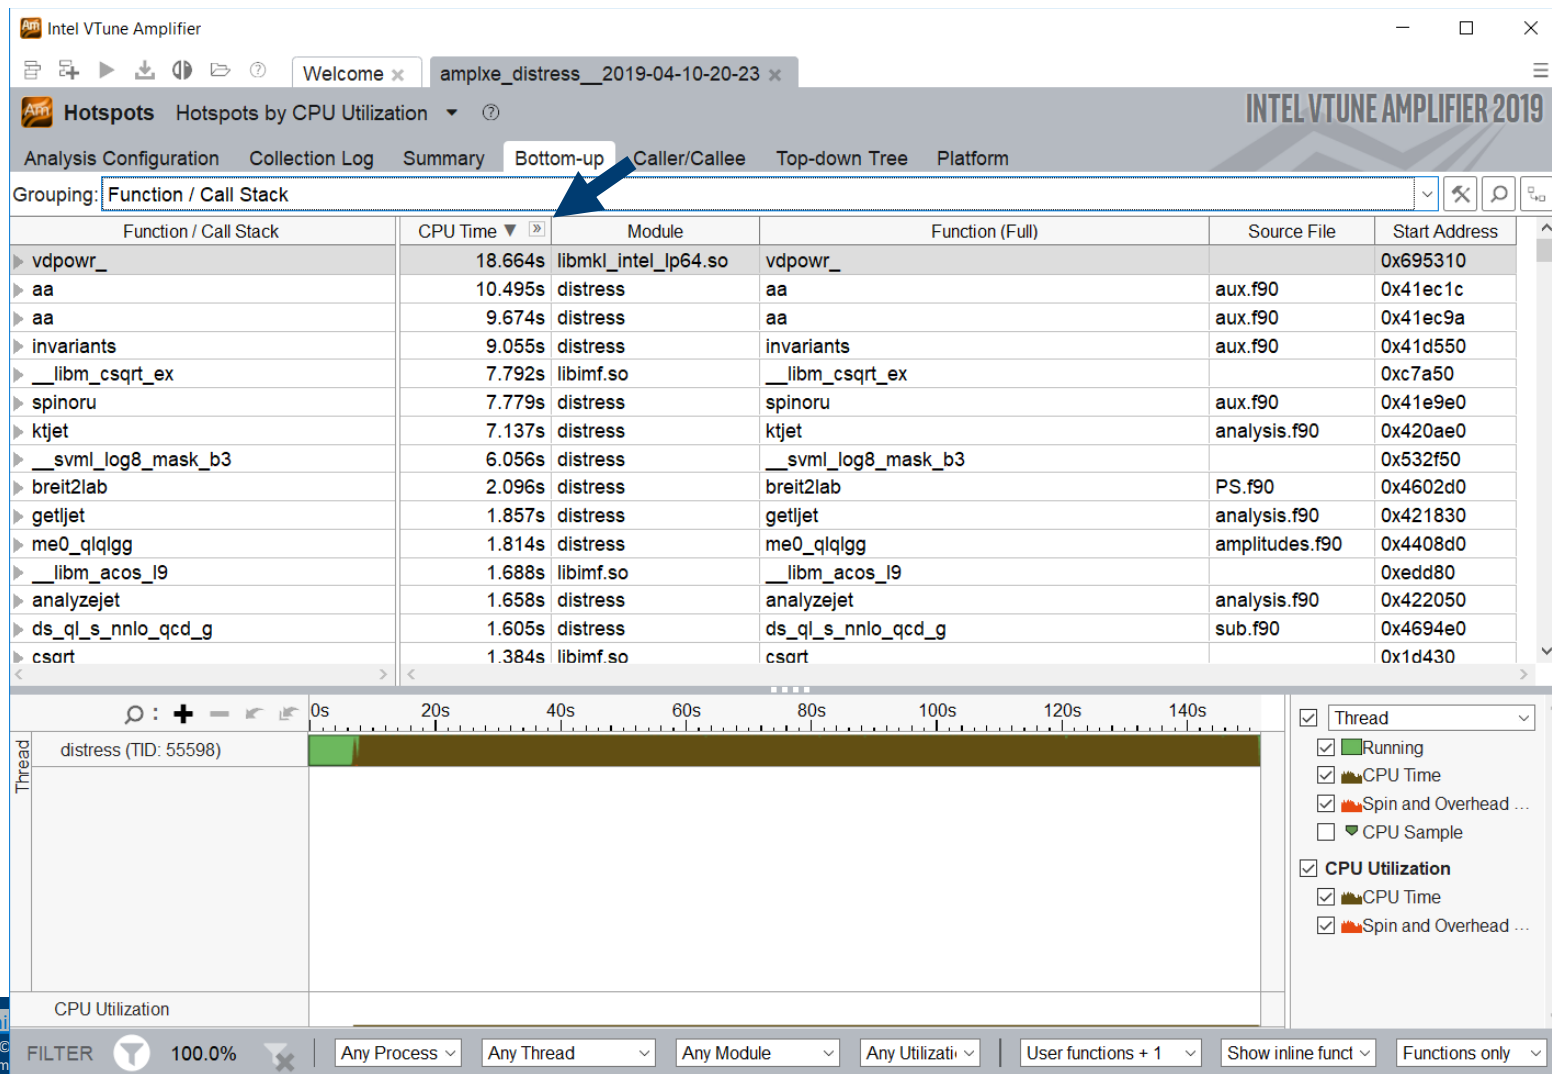 Intel VTune Amplifier
Welcome
amplxe_distress__2019-04-10-20-23
Hotspots Hotspots by CPU Utilization
INTEL VTUNE AMPLIFIER 2019
Analysis Configuration Collection Log Summary Bottom-up Caller/Callee Top-down Tree Platform
Grouping: Function / Call Stack
Function / Call Stack CPU Time Module Function (Full) Source File Start Address
vdpowr_ 18.664s libmkl_intel_lp64.so vdpowr_ 0x695310
aa 10.495s distress aa aux.f90 0x41ec1c
aa 9.674s distress aa aux.f90 0x41ec9a
invariants 9.055s distress invariants aux.f90 0x41d550
__libm_csqrt_ex 7.792s libimf.so __libm_csqrt_ex 0xc7a50
spinoru 7.779s distress spinoru aux.f90 0x41e9e0
ktjet 7.137s distress ktjet analysis.f90 0x420ae0
__svml_log8_mask_b3 6.056s distress __svml_log8_mask_b3 0x532f50
breit2lab 2.096s distress breit2lab PS.f90 0x4602d0
getljet 1.857s distress getljet analysis.f90 0x421830
me0_qlqlgg 1.814s distress me0_qlqlgg amplitudes.f90 0x4408d0
__libm_acos_l9 1.688s libimf.so __libm_acos_l9 0xedd80
analyzejet 1.658s distress analyzejet analysis.f90 0x422050
ds_ql_s_nnlo_qcd_g 1.605s distress ds_ql_s_nnlo_qcd_g sub.f90 0x4694e0
csqrt 1.384s libimf.so csqrt 0x1d430
0s 20s 40s 60s 80s 100s 120s 140s
Thread
distress (TID: 55598)
CPU Utilization
Thread
Running
CPU Time
Spin and Overhead ...
CPU Sample
CPU Utilization
CPU Time
Spin and Overhead ...
FILTER 100.0% Any Process Any Thread Any Module Any Utilizati User functions + 1 Show inline funct Functions only